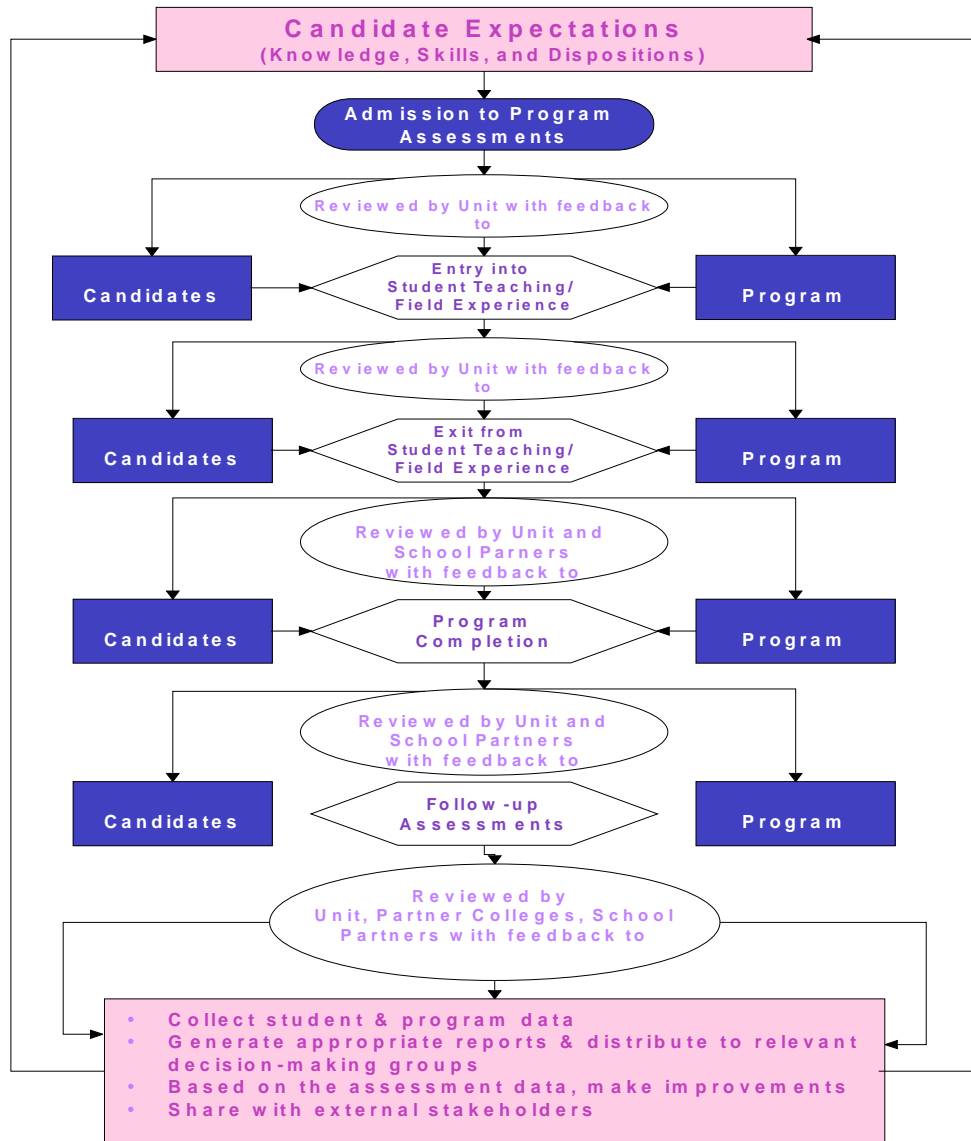 Candidate Expectations
(Knowledge, Skills, and Dispositions)
Admission to Program
Assessments
Reviewed by Unit with feedback
to
Entry into
Student Teaching/
Field Experience
Candidates
Program
Reviewed by Unit with feedback
to
Exit from
Student Teaching/
Field Experience
Candidates
Program
Reviewed by Unit and
School Parners
with feedback to
Program
Completion
Candidates
Program
Reviewed by Unit and
School Partners
with feedback to
Candidates
Follow-up
Assessments
Program
Reviewed by
Unit, Partner Colleges, School
Partners with feedback to
• Collect student & program data
• Generate appropriate reports & distribute to relevant
decision-making groups
• Based on the assessment data, make improvements
• Share with external stakeholders